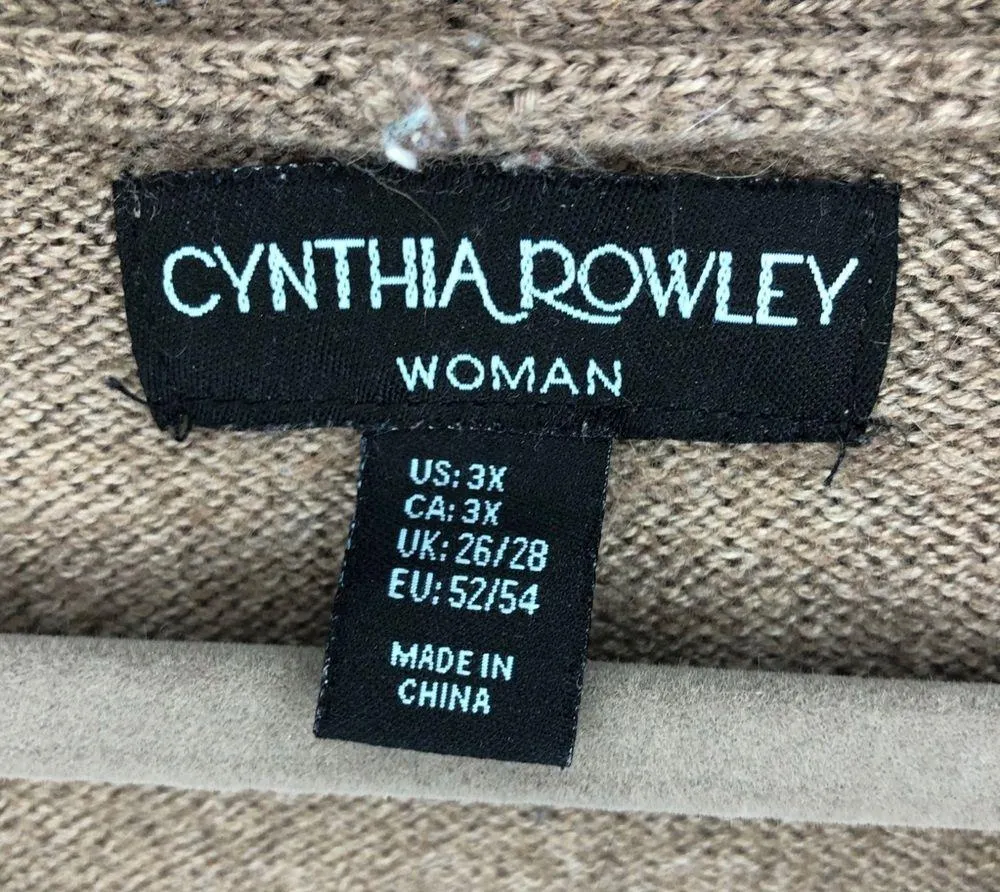 CYNTHIA ROWLEY
WOMAN
US: 3X
CA: 3X
UK: 26/28
EU: 52/54
MADE IN
CHINA